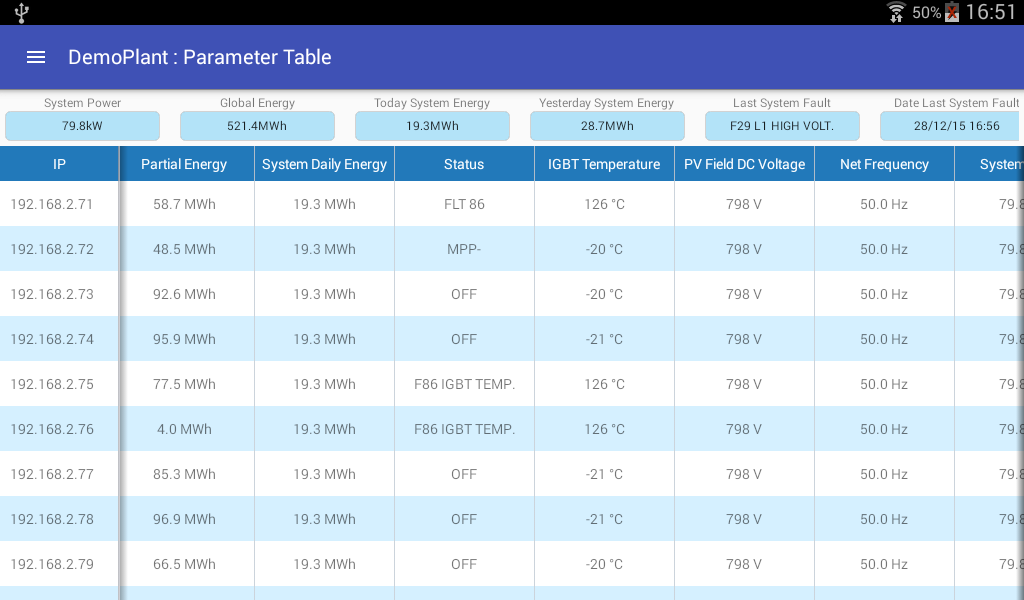 50% 16:51
DemoPlant : Parameter Table
System Power Global Energy Today System Energy Yesterday System Energy Last System Fault Date Last System Fault
79.8kW 521.4MWh 19.3MWh 28.7MWh F29 L1 HIGH VOLT. 28/12/15 16:56
IP Partial Energy System Daily Energy Status IGBT Temperature PV Field DC Voltage Net Frequency System
192.168.2.71 58.7 MWh 19.3 MWh FLT 86 126 °C 798 V 50.0 Hz 79.8
192.168.2.72 48.5 MWh 19.3 MWh MPP- -20 °C 798 V 50.0 Hz 79.8
192.168.2.73 92.6 MWh 19.3 MWh OFF -20 °C 798 V 50.0 Hz 79.8
192.168.2.74 95.9 MWh 19.3 MWh OFF -21 °C 798 V 50.0 Hz 79.8
192.168.2.75 77.5 MWh 19.3 MWh F86 IGBT TEMP. 126 °C 798 V 50.0 Hz 79.8
192.168.2.76 4.0 MWh 19.3 MWh F86 IGBT TEMP. 126 °C 798 V 50.0 Hz 79.8
192.168.2.77 85.3 MWh 19.3 MWh OFF -21 °C 798 V 50.0 Hz 79.8
192.168.2.78 96.9 MWh 19.3 MWh OFF -21 °C 798 V 50.0 Hz 79.8
192.168.2.79 66.5 MWh 19.3 MWh OFF -20 °C 798 V 50.0 Hz 79.8